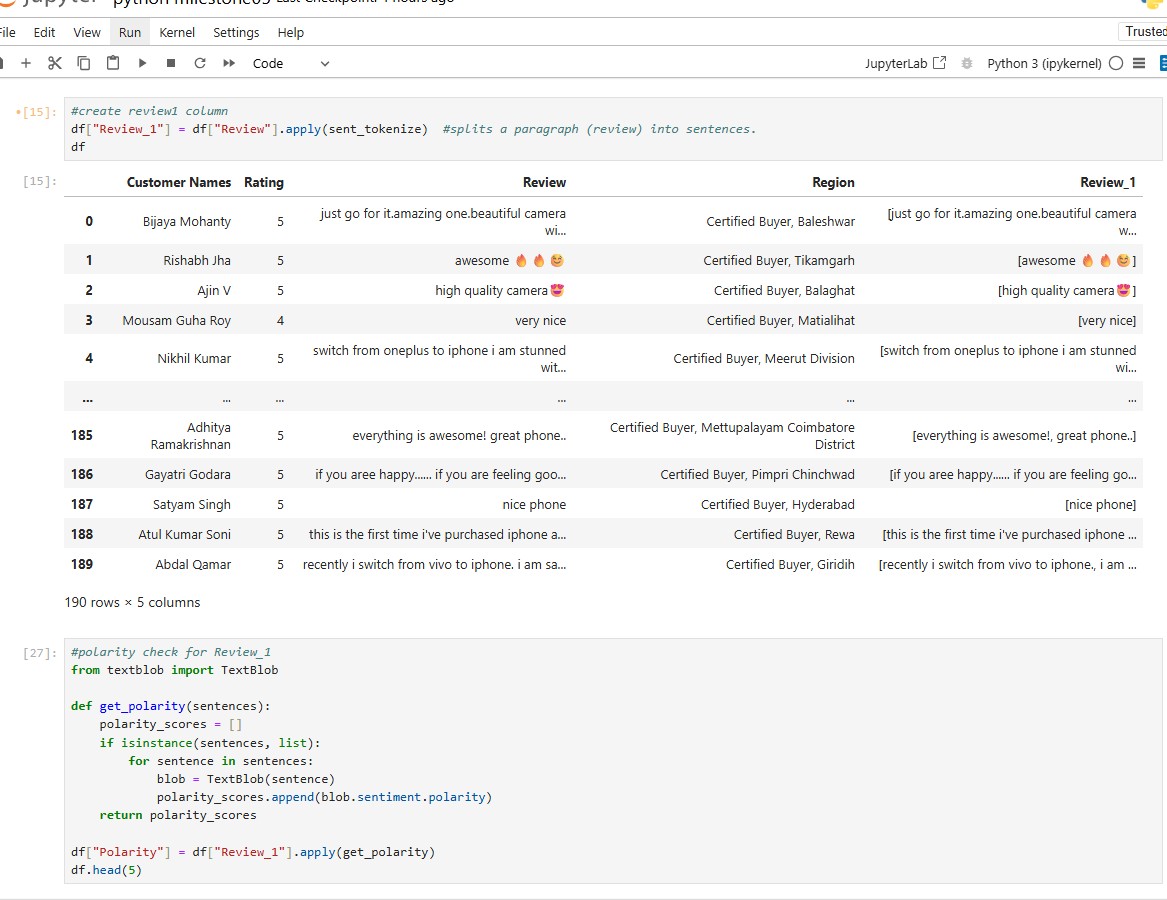 python milestone03 Last Checkpoint: 4 hours ago
File Edit View Run Kernel Settings Help Trusted
Code JupyterLab Python 3 (ipykernel)
*[15]: #create review1 column
df["Review_1"] = df["Review"].apply(sent_tokenize)  #splits a paragraph (review) into sentences.
df
[15]: Customer Names Rating Review Region Review_1
0 Bijaya Mohanty 5 just go for it.amazing one.beautiful camera wi... Certified Buyer, Baleshwar [just go for it.amazing one.beautiful camera w...
1 Rishabh Jha 5 awesome 🔥 🔥 😊 Certified Buyer, Tikamgarh [awesome 🔥 🔥 😊]
2 Ajin V 5 high quality camera😍 Certified Buyer, Balaghat [high quality camera😍]
3 Mousam Guha Roy 4 very nice Certified Buyer, Matialihat [very nice]
4 Nikhil Kumar 5 switch from oneplus to iphone i am stunned wit... Certified Buyer, Meerut Division [switch from oneplus to iphone i am stunned wi...
... ... ... ... ... ...
185 Adhitya Ramakrishnan 5 everything is awesome! great phone.. Certified Buyer, Mettupalayam Coimbatore District [everything is awesome!, great phone..]
186 Gayatri Godara 5 if you aree happy...... if you are feeling goo... Certified Buyer, Pimpri Chinchwad [if you aree happy...... if you are feeling go...
187 Satyam Singh 5 nice phone Certified Buyer, Hyderabad [nice phone]
188 Atul Kumar Soni 5 this is the first time i've purchased iphone a... Certified Buyer, Rewa [this is the first time i've purchased iphone ...
189 Abdal Qamar 5 recently i switch from vivo to iphone. i am sa... Certified Buyer, Giridih [recently i switch from vivo to iphone., i am ...
190 rows × 5 columns
[27]: #polarity check for Review_1
from textblob import TextBlob
def get_polarity(sentences):
    polarity_scores = []
    if isinstance(sentences, list):
        for sentence in sentences:
            blob = TextBlob(sentence)
            polarity_scores.append(blob.sentiment.polarity)
    return polarity_scores
df["Polarity"] = df["Review_1"].apply(get_polarity)
df.head(5)